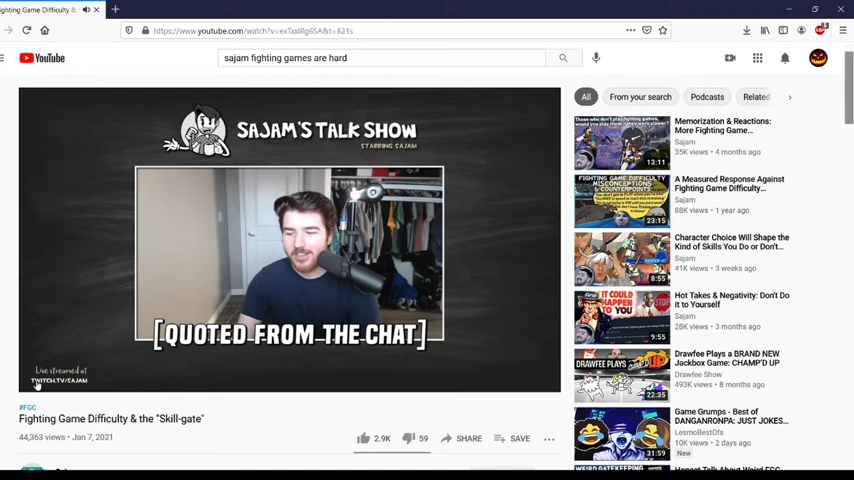 ighting Game Difficulty &
https://www.youtube.com/watch?v=exTxxlRg6SA&t=821s
YouTube
sajam fighting games are hard
SAJAM'S TALK SHOW
STARRING SAJAM
[QUOTED FROM THE CHAT]
Live streamed at
TWITCH.TV/SAJAM
#FGC
Fighting Game Difficulty & the "Skill-gate"
44,363 views • Jan 7, 2021
2.9K
59
SHARE
SAVE
All
From your search
Podcasts
Related
Memorization & Reactions:
More Fighting Game...
Sajam
35K views • 4 months ago
13:11
A Measured Response Against
Fighting Game Difficulty...
Sajam
88K views • 1 year ago
FIGHTING GAME DIFFICULTY
MISCONCEPTIONS
& COUNTERPOINTS
23:15
Character Choice Will Shape the
Kind of Skills You Do or Don't...
Sajam
41K views • 3 weeks ago
8:55
Hot Takes & Negativity: Don't Do
it to Yourself
Sajam
28K views • 3 months ago
IT COULD
HAPPEN
TO YOU
STOP
9:55
Drawfee Plays a BRAND NEW
Jackbox Game: CHAMP'D UP
Drawfee Show
493K views • 8 months ago
DRAWFEE PLAYS
22:35
Game Grumps - Best of
DANGANRONPA: JUST JOKES...
LesmoBestOfs
10K views • 2 days ago
New
31:59